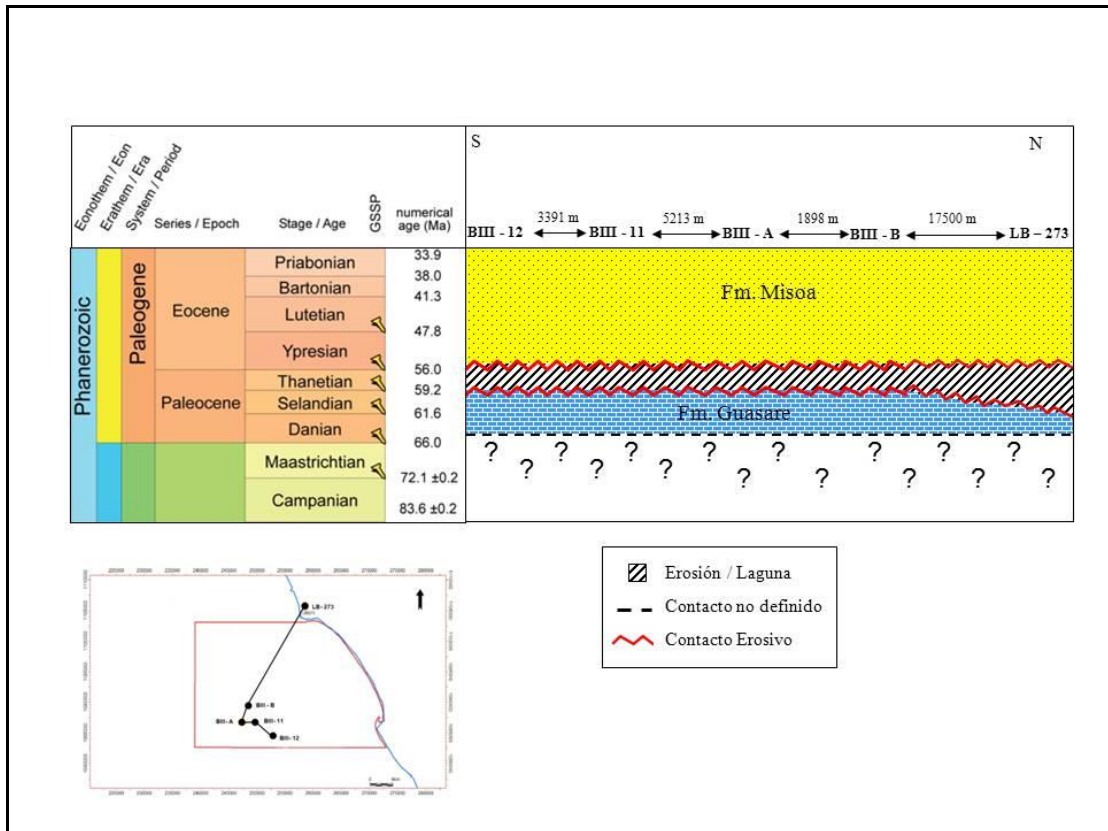 Eonothem / Eon
Erathem / Era
System / Period
Series / Epoch
Stage / Age
GSSP
numerical
age (Ma)
Phanerozoic
Paleogene
Eocene
Paleocene
Priabonian
Bartonian
Lutetian
Ypresian
Thanetian
Selandian
Danian
Maastrichtian
Campanian
33.9
38.0
41.3
47.8
56.0
59.2
61.6
66.0
72.1 ±0.2
83.6 ±0.2
S N
3391 m 5213 m 1898 m 17500 m
BIII - 12 BIII - 11 BIII - A BIII - B LB – 273
Fm. Misoa
Fm. Guasare
? ? ? ? ? ? ? ? ?
? ? ? ? ? ? ?
Erosión / Laguna
Contacto no definido
Contacto Erosivo
LB - 273
BIII - B
BIII - A
BIII - 11
BIII - 12